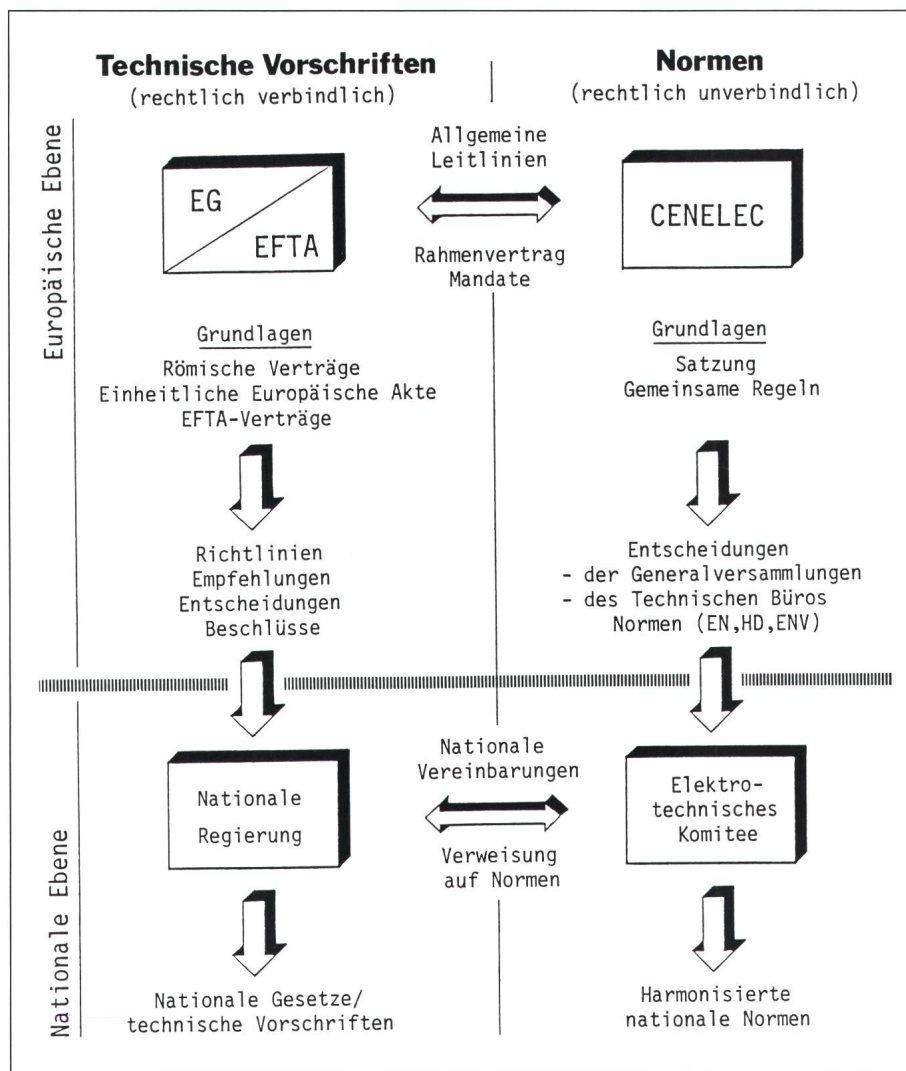 Technische Vorschriften
(rechtlich verbindlich)
Normen
(rechtlich unverbindlich)
Europäische Ebene
EG
EFTA
Allgemeine
Leitlinien
Rahmenvertrag
Mandate
CENELEC
Grundlagen
Römische Verträge
Einheitliche Europäische Akte
EFTA-Verträge
Grundlagen
Satzung
Gemeinsame Regeln
Richtlinien
Empfehlungen
Entscheidungen
Beschlüsse
Entscheidungen
- der Generalversammlungen
- des Technischen Büros
Normen (EN,HD,ENV)
Nationale Ebene
Nationale
Regierung
Nationale
Vereinbarungen
Verweisung
auf Normen
Elektro-
technisches
Komitee
Nationale Gesetze/
technische Vorschriften
Harmonisierte
nationale Normen